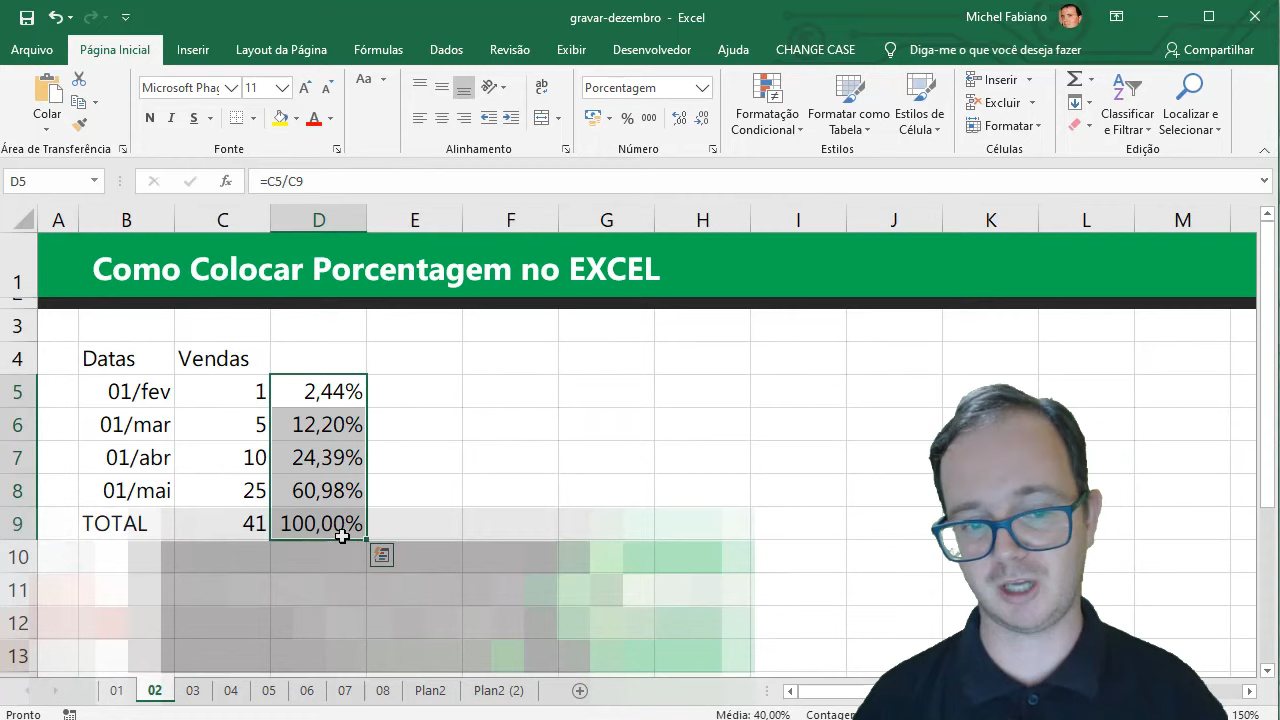 gravar-dezembro - Excel
Michel Fabiano
Arquivo Página Inicial Inserir Layout da Página Fórmulas Dados Revisão Exibir Desenvolvedor Ajuda CHANGE CASE Diga-me o que você deseja fazer Compartilhar
Colar
Microsoft Phag 11
Aa
N I S
ab
Porcentagem
% 000
Formatação Condicional
Formatar como Tabela
Estilos de Célula
Inserir
Excluir
Formatar
Classificar e Filtrar
Localizar e Selecionar
Área de Transferência Fonte Alinhamento Número Estilos Células Edição
D5 fx =C5/C9
A B C D E F G H I J K L M
1 Como Colocar Porcentagem no EXCEL
2
3
4 Datas Vendas
5 01/fev 1 2,44%
6 01/mar 5 12,20%
7 01/abr 10 24,39%
8 01/mai 25 60,98%
9 TOTAL 41 100,00%
10
11
12
13
01 02 03 04 05 06 07 08 Plan2 Plan2 (2)
Pronto Média: 40,00% 150%